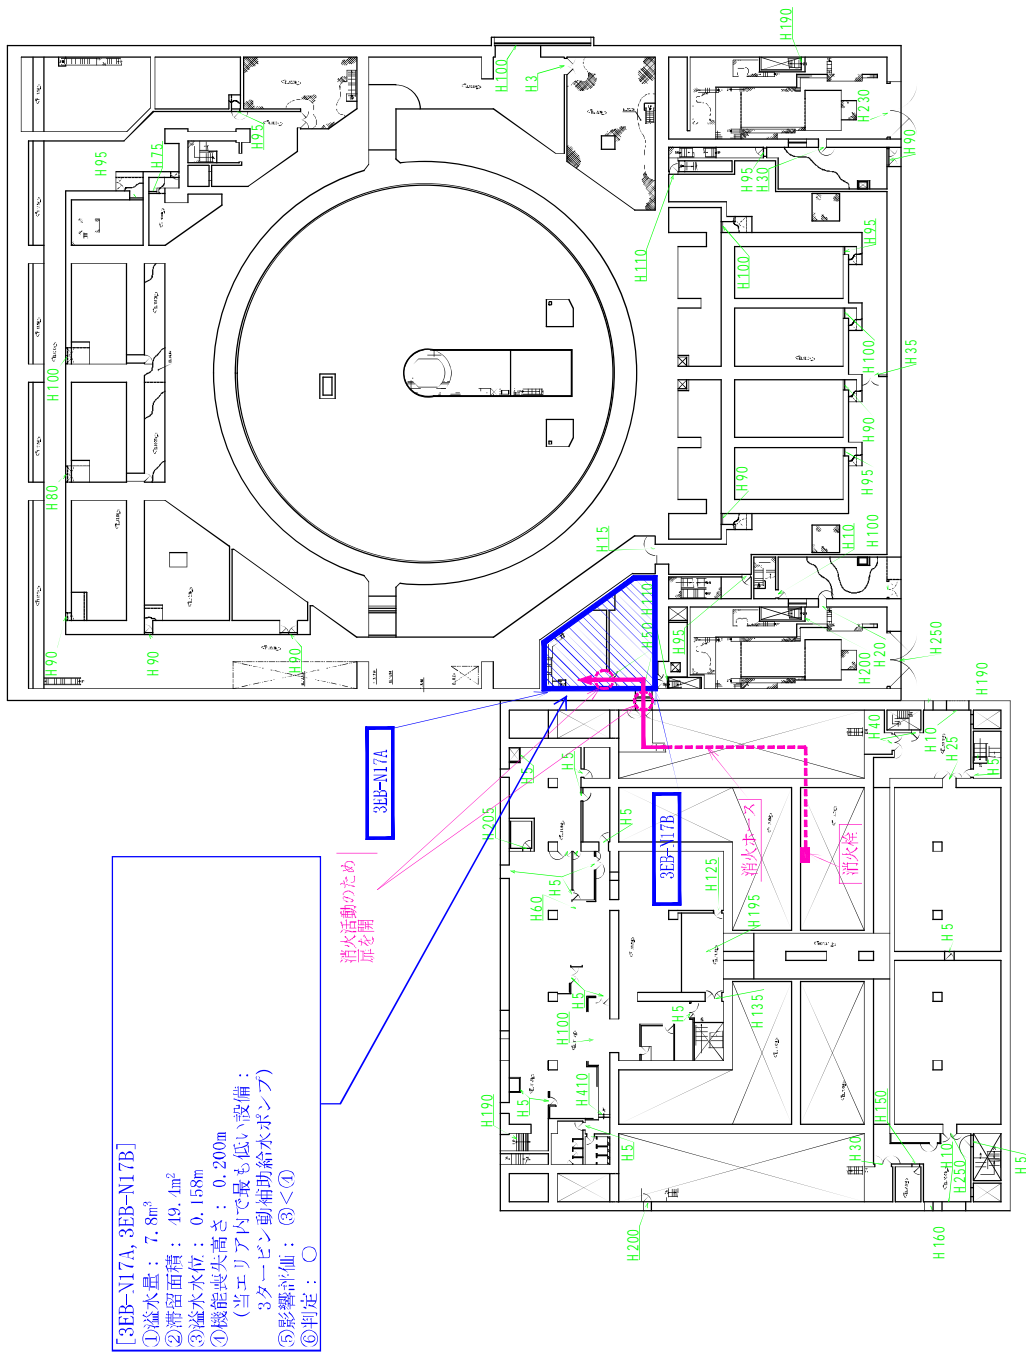 [3EB-N17A, 3EB-N17B]
①溢水量： 7.8m³
②滞留面積： 49.4m²
③溢水水位： 0.158m
④機能喪失高さ： 0.200m
(当エリア内で最も低い設備：
3タービン動補助給水ポンプ)
⑤影響評価： ③＜④
⑥判定： ○
消火活動のため
扉を開
3EB-N17A
3EB-N17B
消火ホース
消火栓
H190
H100
H3
H230
H90
H95
H95
H75
H95
H30
H110
H100
H95
H100
H35
H100
H90
H80
H95
H90
H15
H10
H100
H90
H90
H90
H50
H95
H20
H200
H250
H190
H40
H10
H25
H5
H5
H5
H205
H5
H5
H60
H125
H195
H5
H5
H100
H5
H135
H410
H5
H190
H5
H30
H150
H10
H250
H5
H200
H160